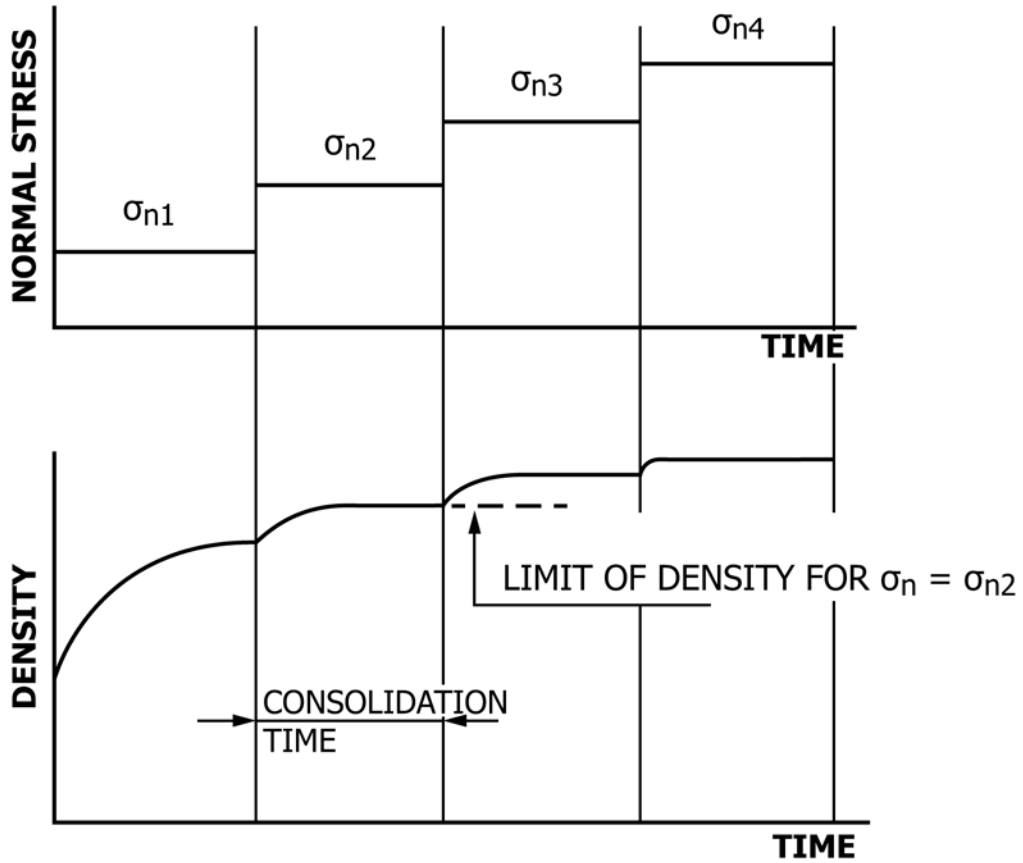 NORMAL STRESS
σn1
σn2
σn3
σn4
TIME
DENSITY
LIMIT OF DENSITY FOR σn = σn2
CONSOLIDATION
TIME
TIME